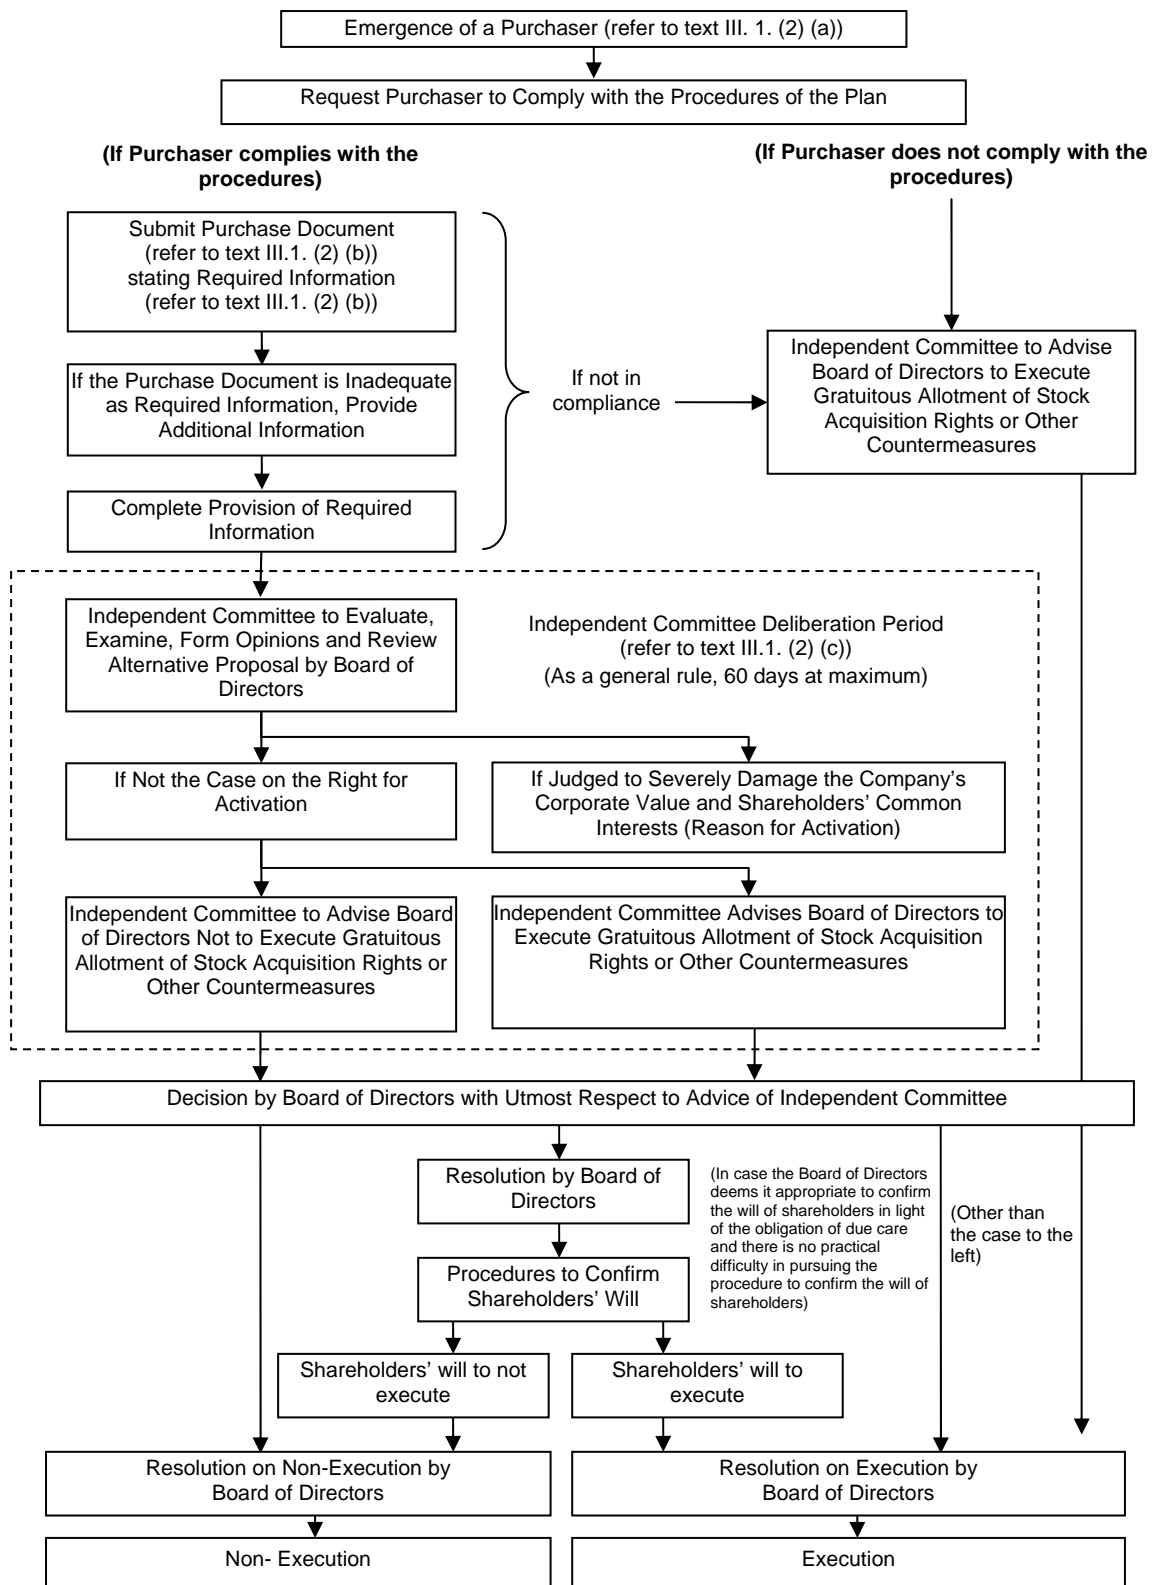 Emergence of a Purchaser (refer to text III. 1. (2) (a))
Request Purchaser to Comply with the Procedures of the Plan
(If Purchaser complies with the
procedures)
(If Purchaser does not comply with the
procedures)
Submit Purchase Document
(refer to text III.1. (2) (b))
stating Required Information
(refer to text III.1. (2) (b))
If the Purchase Document is Inadequate
as Required Information, Provide
Additional Information
Complete Provision of Required
Information
If not in
compliance
Independent Committee to Advise
Board of Directors to Execute
Gratuitous Allotment of Stock
Acquisition Rights or Other
Countermeasures
Independent Committee to Evaluate,
Examine, Form Opinions and Review
Alternative Proposal by Board of
Directors
Independent Committee Deliberation Period
(refer to text III.1. (2) (c))
(As a general rule, 60 days at maximum)
If Not the Case on the Right for
Activation
If Judged to Severely Damage the Company’s
Corporate Value and Shareholders’ Common
Interests (Reason for Activation)
Independent Committee to Advise Board
of Directors Not to Execute Gratuitous
Allotment of Stock Acquisition Rights or
Other Countermeasures
Independent Committee Advises Board of Directors to
Execute Gratuitous Allotment of Stock Acquisition
Rights or Other Countermeasures
Decision by Board of Directors with Utmost Respect to Advice of Independent Committee
Resolution by Board of
Directors
(In case the Board of Directors
deems it appropriate to confirm
the will of shareholders in light
of the obligation of due care
and there is no practical
difficulty in pursuing the
procedure to confirm the will of
shareholders)
(Other than
the case to the
left)
Procedures to Confirm
Shareholders’ Will
Shareholders’ will to not
execute
Shareholders’ will to
execute
Resolution on Non-Execution by
Board of Directors
Resolution on Execution by
Board of Directors
Non- Execution
Execution